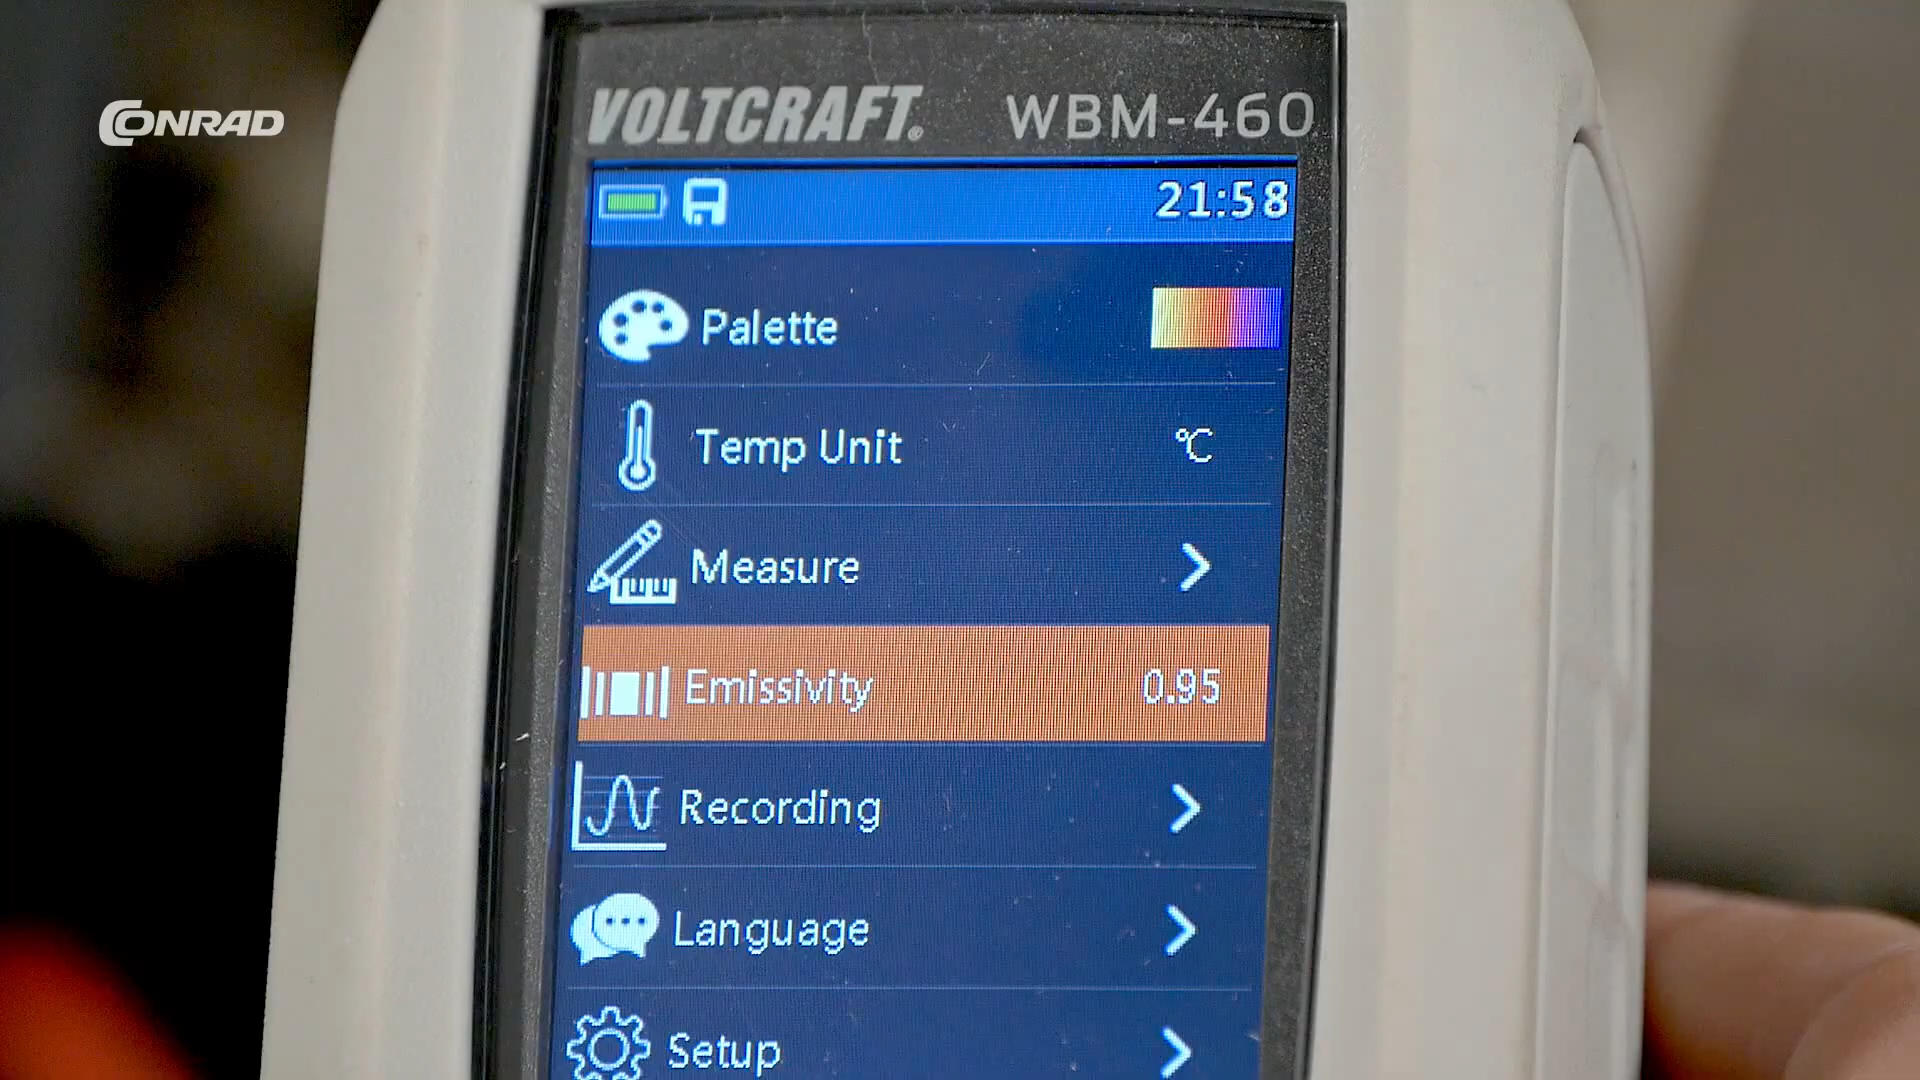 CONRAD
VOLTCRAFT® WBM-460
21:58
Palette
Temp Unit °C
Measure
Emissivity 0.95
Recording
Language
Setup